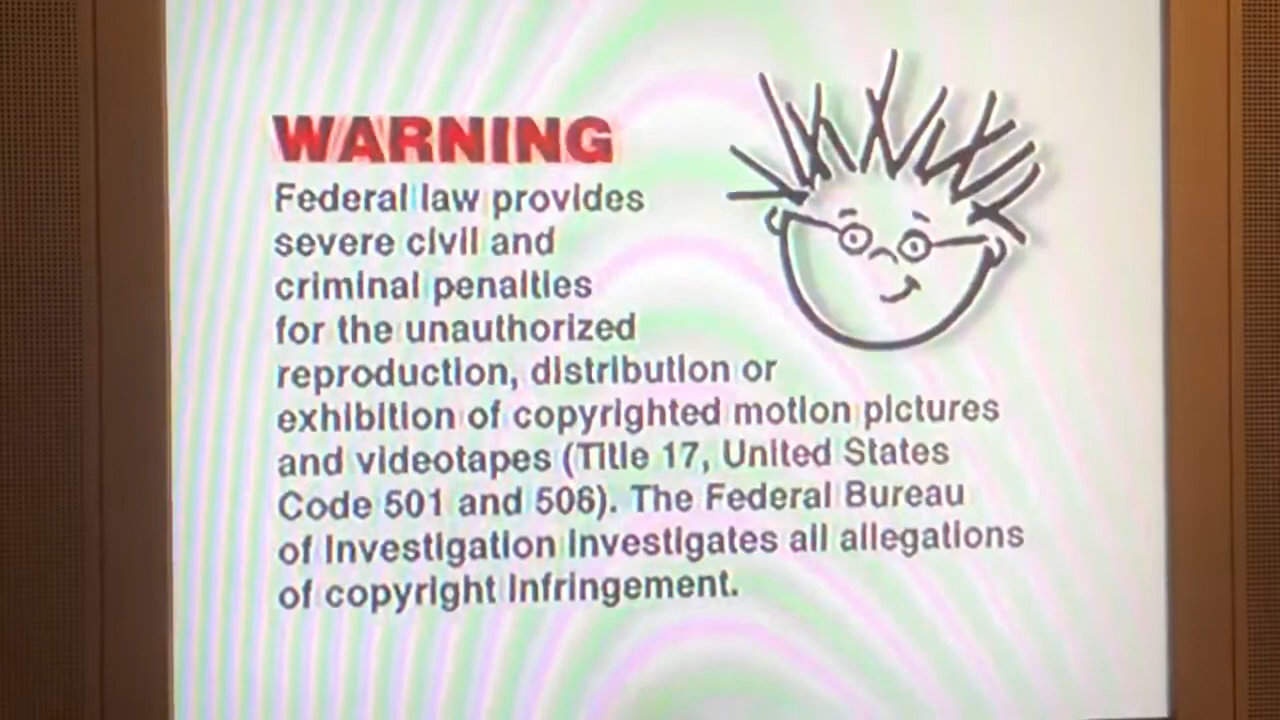 WARNING
Federal law provides
severe civil and
criminal penalties
for the unauthorized
reproduction, distribution or
exhibition of copyrighted motion pictures
and videotapes (Title 17, United States
Code 501 and 506). The Federal Bureau
of Investigation investigates all allegations
of copyright infringement.